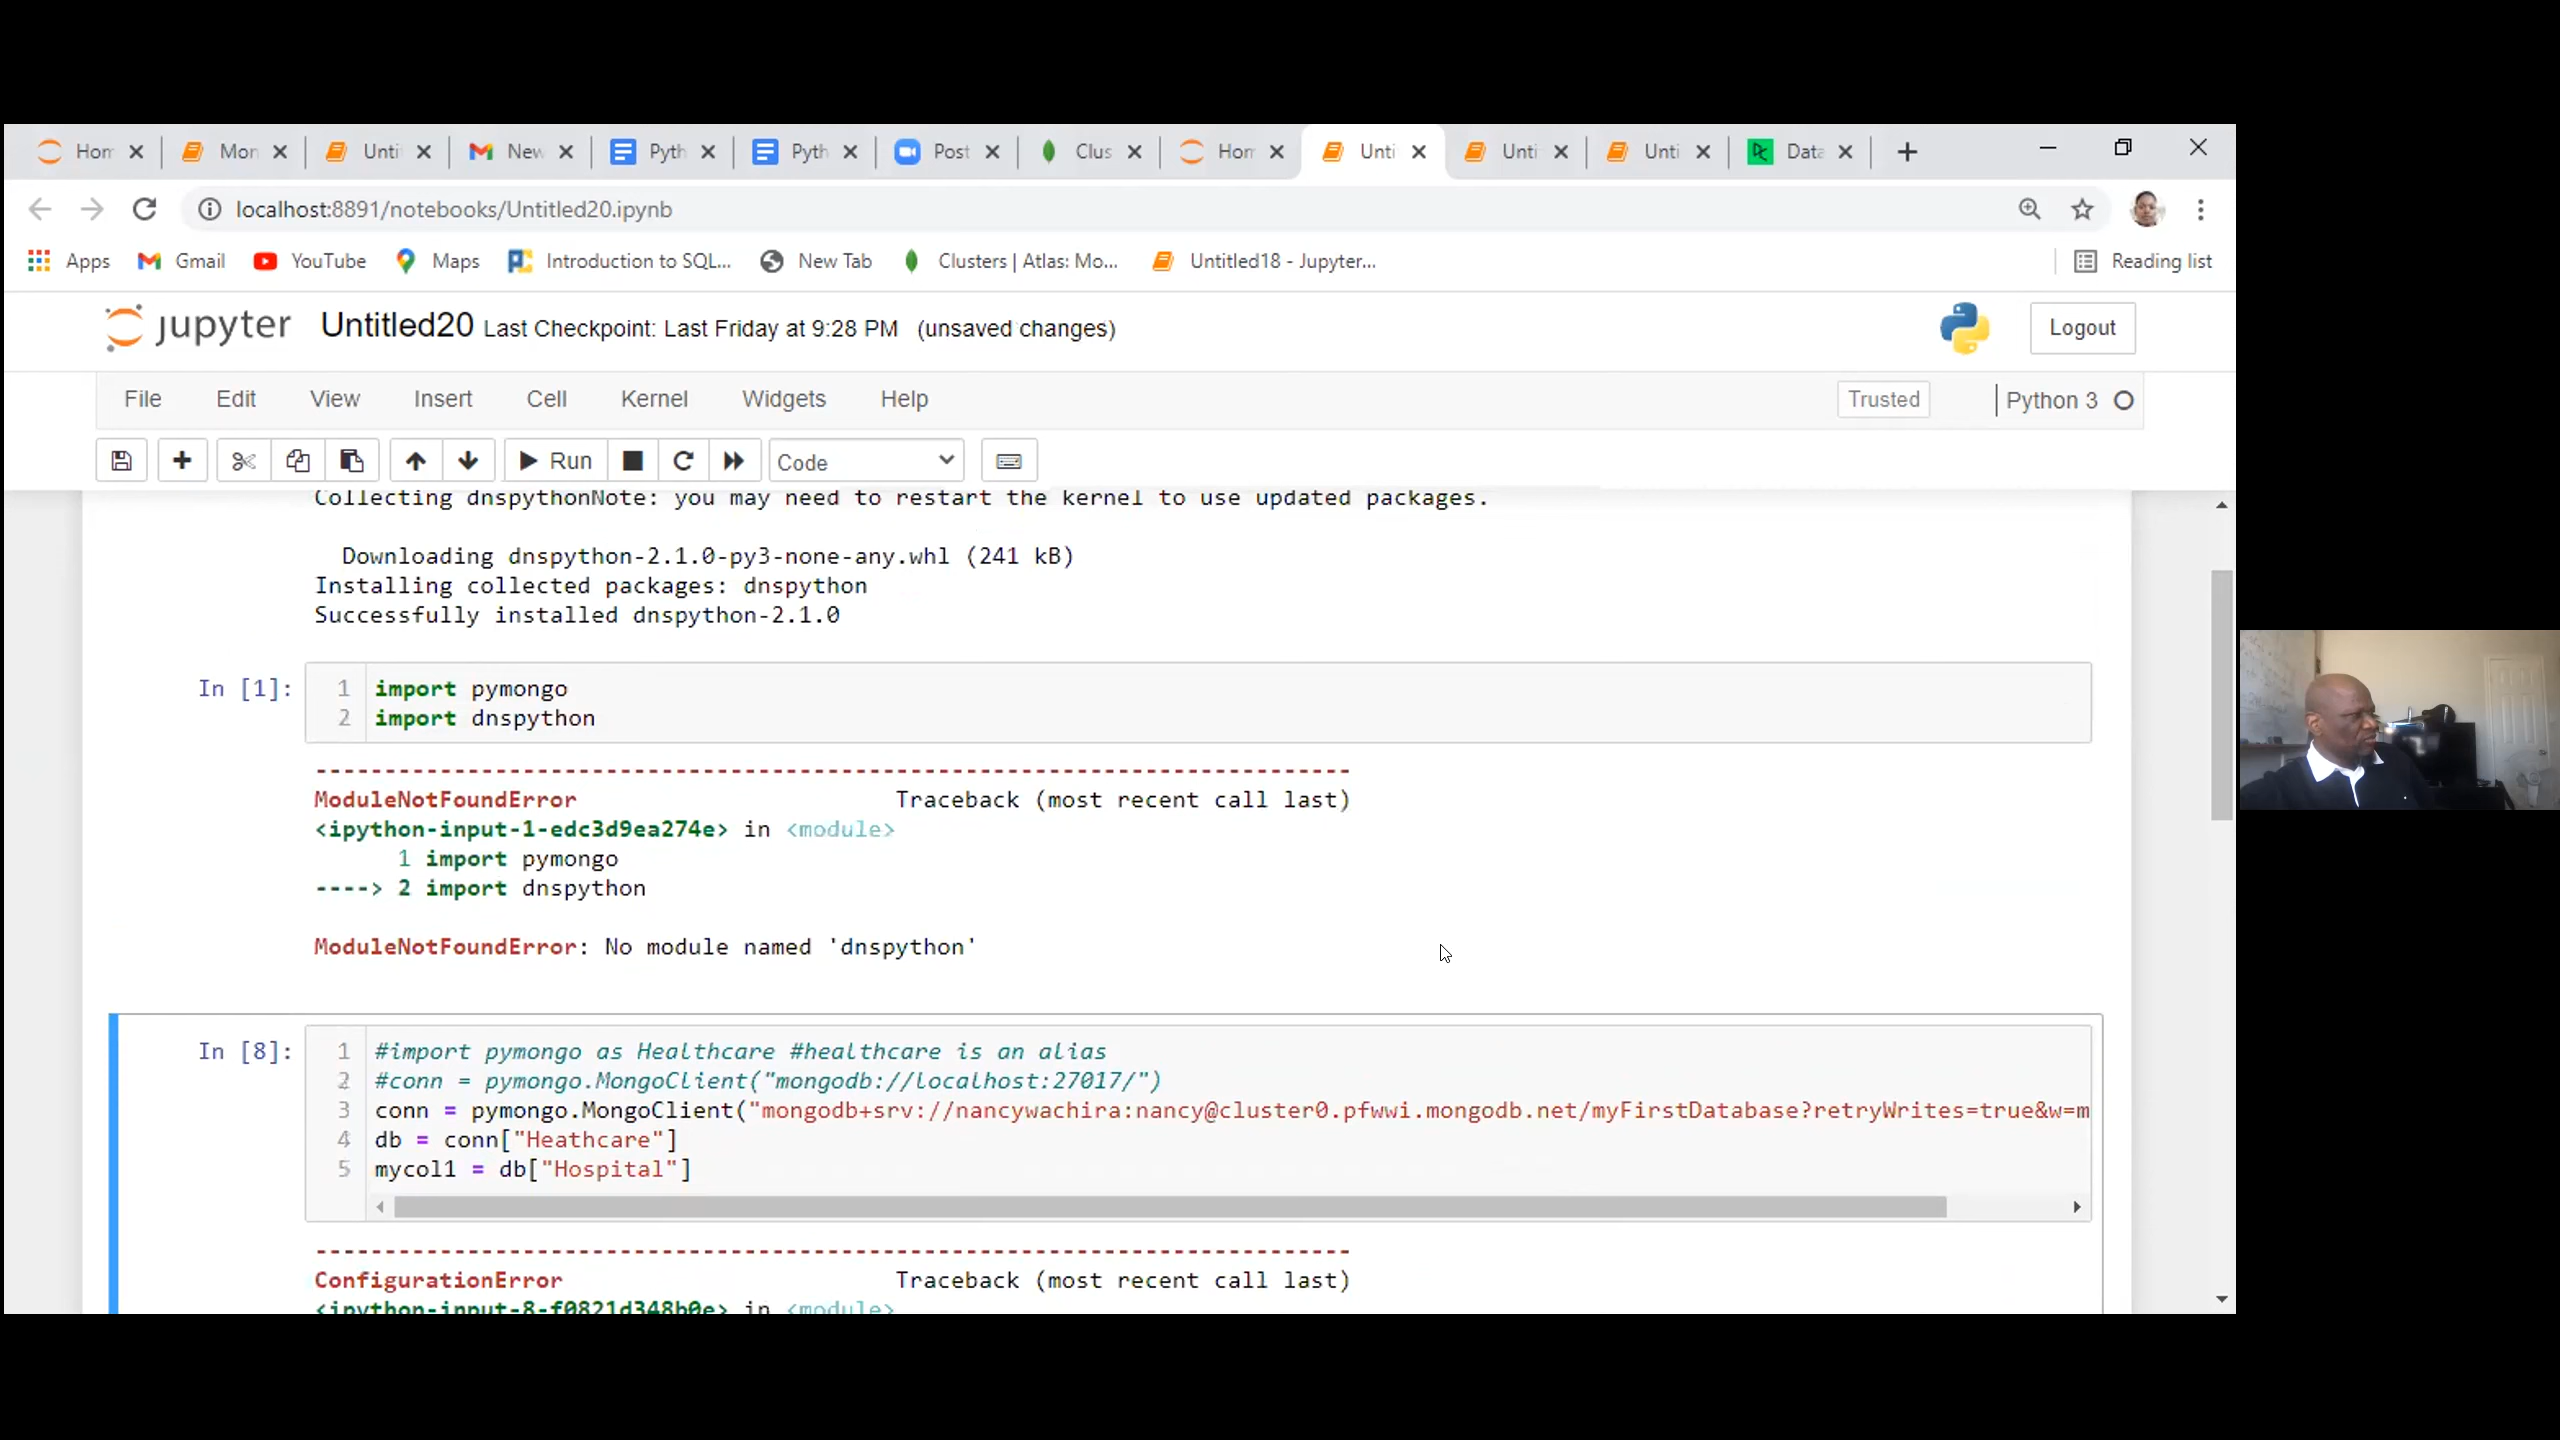 Hom
Mon
Unti
New
Pyth
Pyth
Post
Clus
Hom
Unti
Unti
Unti
Data
localhost:8891/notebooks/Untitled20.ipynb
Apps
Gmail
YouTube
Maps
Introduction to SQL...
New Tab
Clusters | Atlas: Mo...
Untitled18 - Jupyter...
Reading list
jupyter Untitled20 Last Checkpoint: Last Friday at 9:28 PM (unsaved changes)
Logout
File Edit View Insert Cell Kernel Widgets Help
Trusted
Python 3
Run
Code
Collecting dnspythonNote: you may need to restart the kernel to use updated packages.
Downloading dnspython-2.1.0-py3-none-any.whl (241 kB)
Installing collected packages: dnspython
Successfully installed dnspython-2.1.0
In [1]:
1 import pymongo
2 import dnspython
---------------------------------------------------------------------------
ModuleNotFoundError Traceback (most recent call last)
<ipython-input-1-edc3d9ea274e> in <module>
1 import pymongo
----> 2 import dnspython
ModuleNotFoundError: No module named 'dnspython'
In [8]:
1 #import pymongo as Healthcare #healthcare is an alias
2 #conn = pymongo.MongoClient("mongodb://localhost:27017/")
3 conn = pymongo.MongoClient("mongodb+srv://nancywachira:nancy@cluster0.pfwwi.mongodb.net/myFirstDatabase?retryWrites=true&w=m
4 db = conn["Heathcare"]
5 mycol1 = db["Hospital"]
---------------------------------------------------------------------------
ConfigurationError Traceback (most recent call last)
<ipython-input-8-f0821d348b0e> in <module>